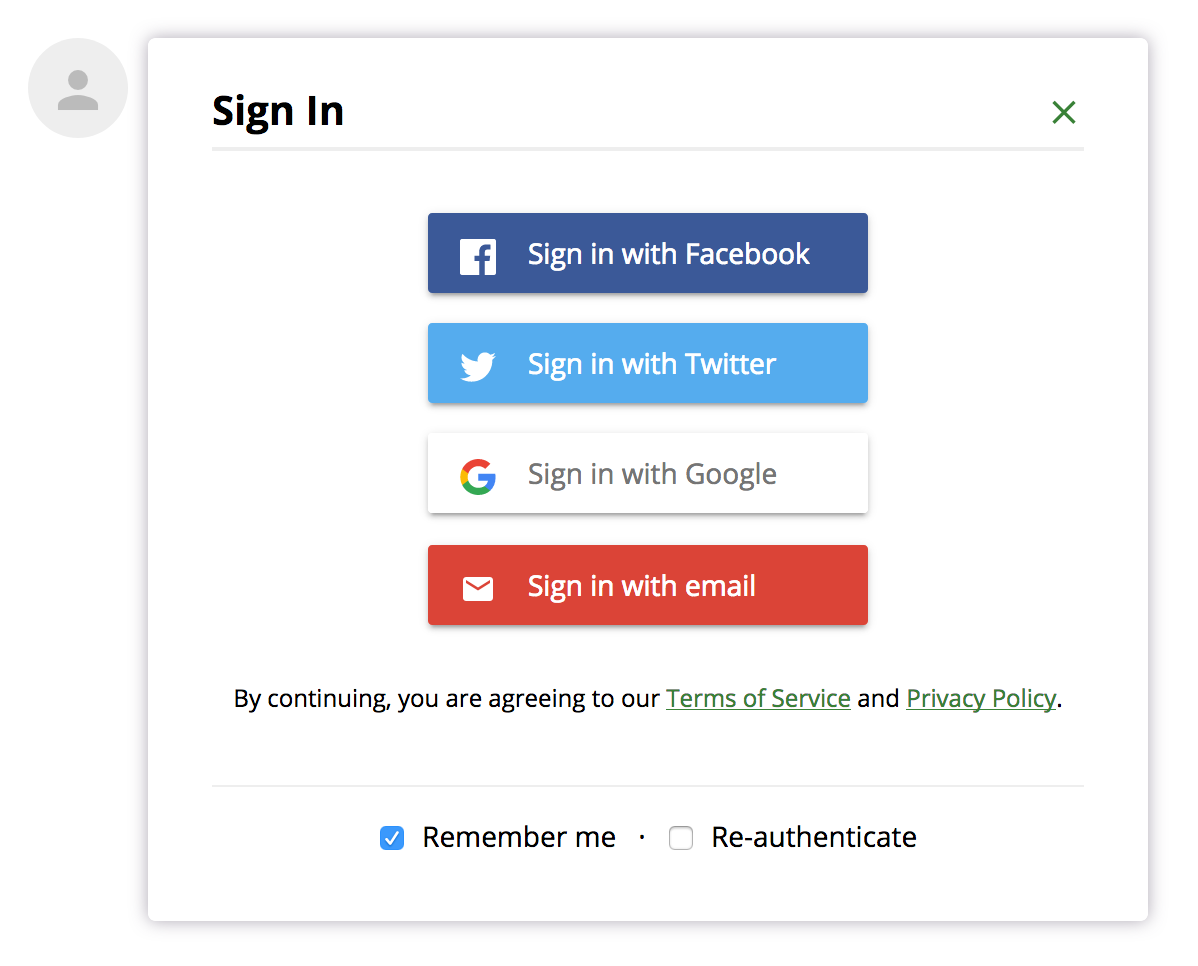 Sign In
Sign in with Facebook
Sign in with Twitter
Sign in with Google
Sign in with email
By continuing, you are agreeing to our Terms of Service and Privacy Policy.
Remember me · Re-authenticate